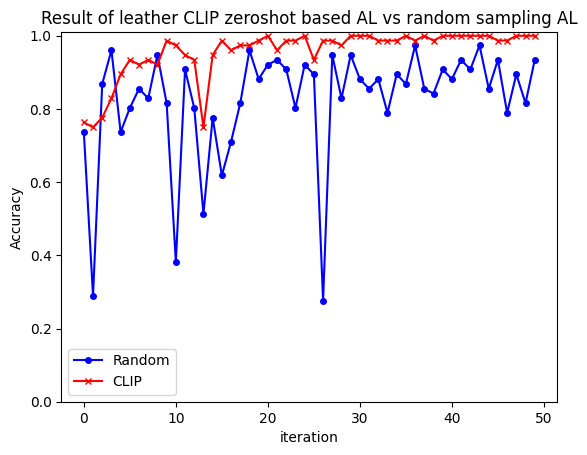 Result of leather CLIP zeroshot based AL vs random sampling AL
1.0
0.8
0.6
0.4
0.2
0.0
Accuracy
Random
CLIP
0 10 20 30 40 50
iteration